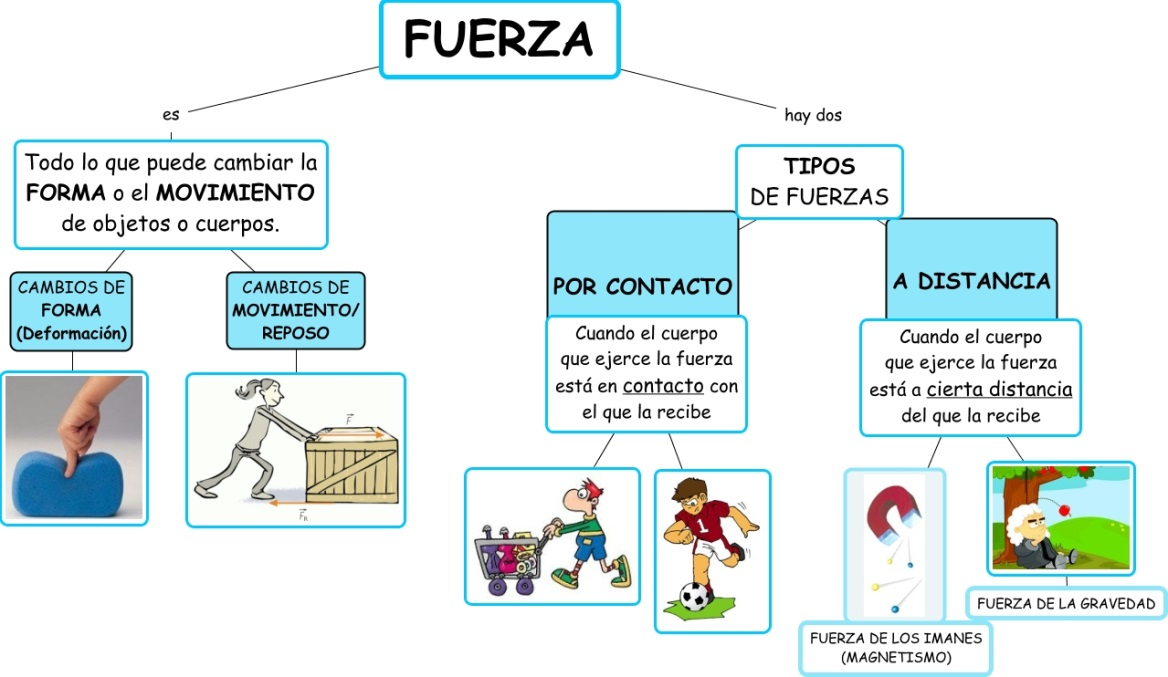 FUERZA
es
Todo lo que puede cambiar la
FORMA o el MOVIMIENTO
de objetos o cuerpos.
CAMBIOS DE
FORMA
(Deformación)
CAMBIOS DE
MOVIMIENTO/
REPOSO
F
F_R
hay dos
TIPOS
DE FUERZAS
POR CONTACTO
Cuando el cuerpo
que ejerce la fuerza
está en contacto con
el que la recibe
1
A DISTANCIA
Cuando el cuerpo
que ejerce la fuerza
está a cierta distancia
del que la recibe
FUERZA DE LOS IMANES
(MAGNETISMO)
FUERZA DE LA GRAVEDAD